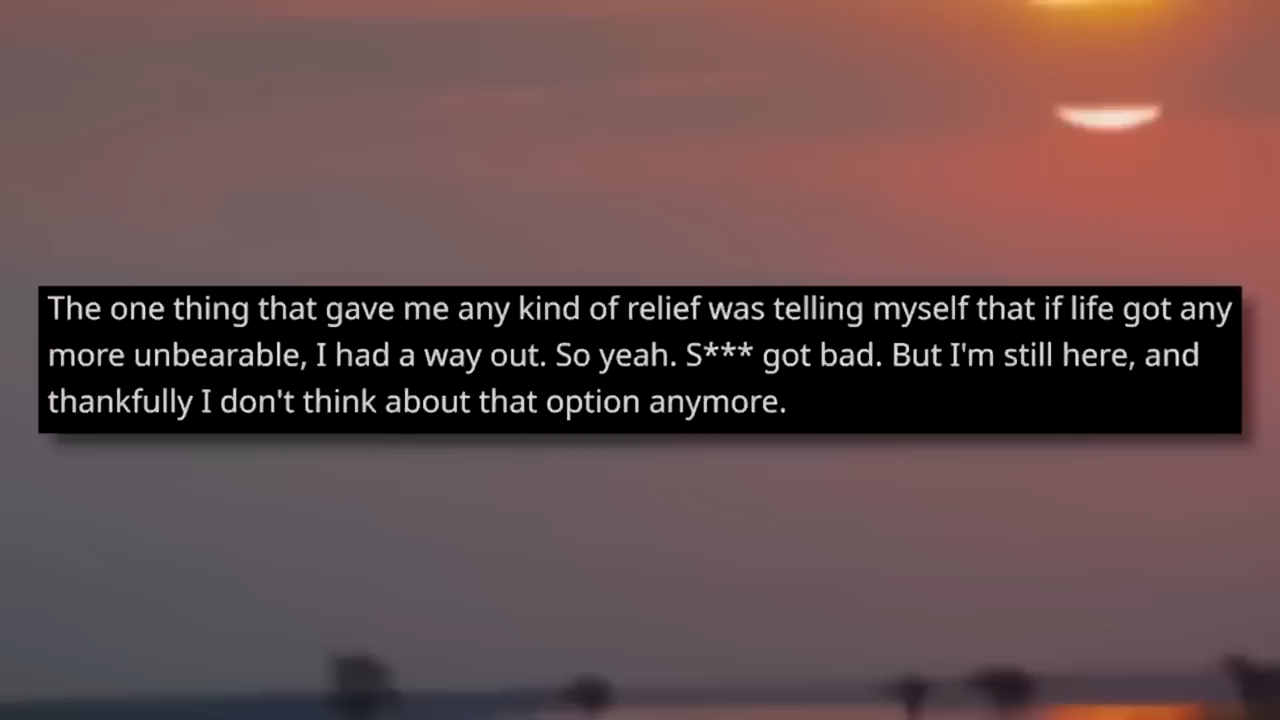 The one thing that gave me any kind of relief was telling myself that if life got any
more unbearable, I had a way out. So yeah. S*** got bad. But I'm still here, and
thankfully I don't think about that option anymore.